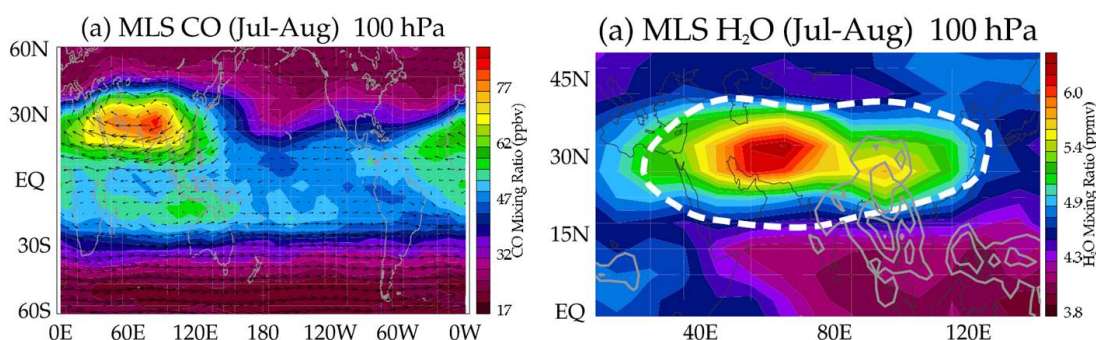 (a) MLS CO (Jul-Aug) 100 hPa
60N
30N
EQ
30S
60S
0E 60E 120E 180 120W 60W 0W
77
62
47
32
17
CO Mixing Ratio (ppbv)
(a) MLS H₂O (Jul-Aug) 100 hPa
45N
30N
15N
EQ
40E 80E 120E
6.0
5.4
4.9
4.3
3.8
H₂O Mixing Ratio (ppmv)